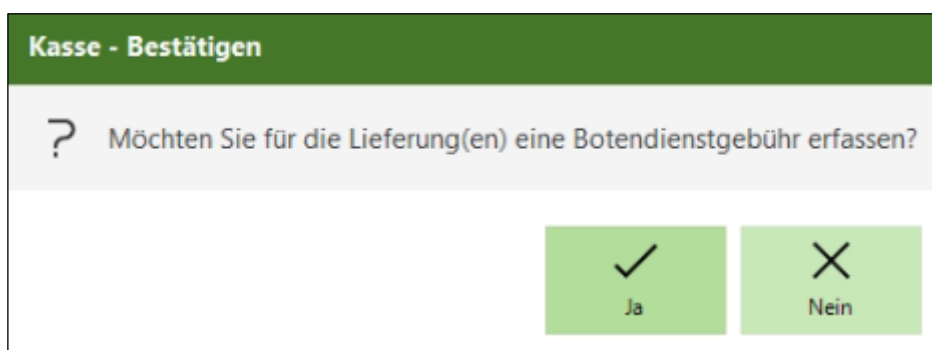 Kasse - Bestätigen
Möchten Sie für die Lieferung(en) eine Botendienstgebühr erfassen?
Ja
Nein